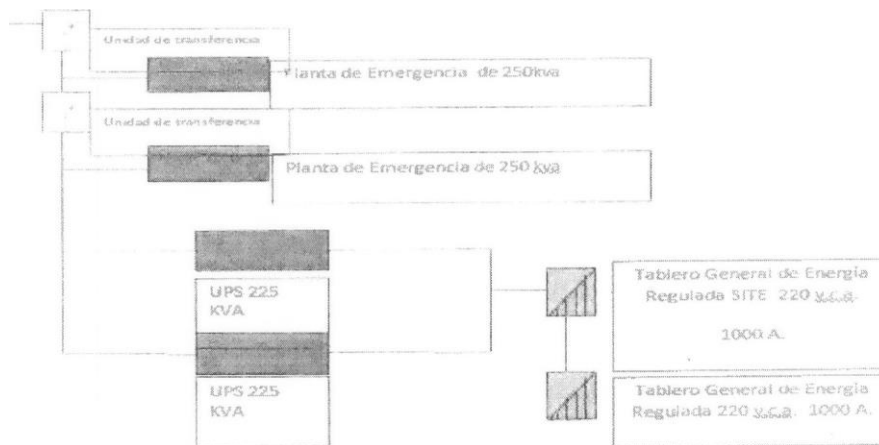 Unidad de transferencia
Planta de Emergencia de 250kva
Unidad de transferencia
Planta de Emergencia de 250 kva
UPS 225
KVA
Tablero General de Energía
Regulada SITE 220 v.c.a.
1000 A.
UPS 225
KVA
Tablero General de Energía
Regulada 220 v.c.a. 1000 A.